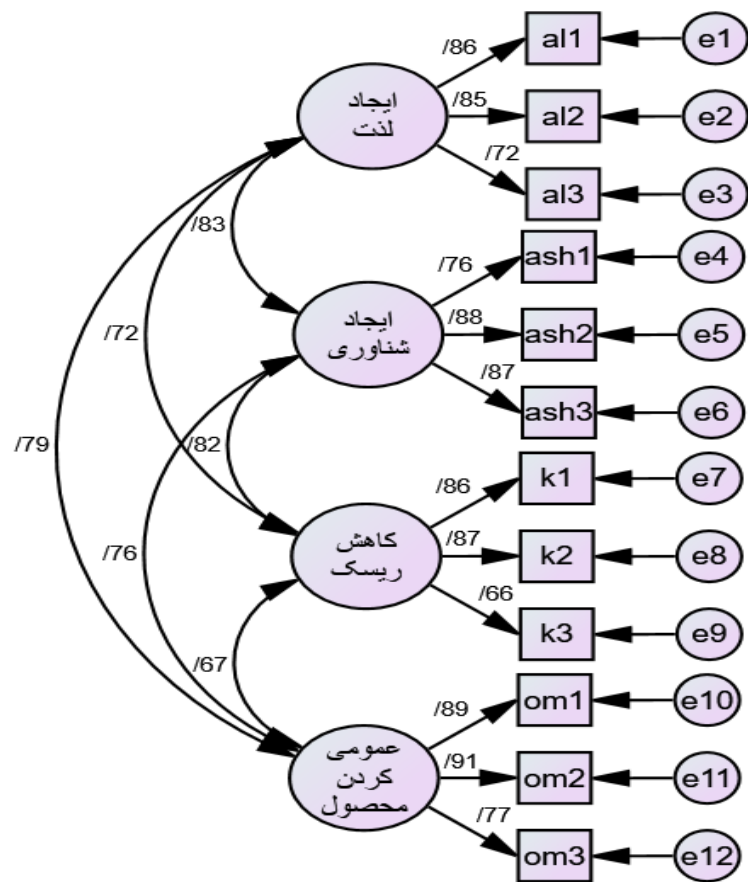 /86
al1
e1
ایجاد
لذت
/85
al2
e2
/72
al3
e3
/83
/76
ash1
e4
ایجاد
شناوری
/88
ash2
e5
/72
/87
ash3
e6
/79
/82
/86
k1
e7
کاهش
ریسک
/87
k2
e8
/76
/66
k3
e9
/67
/89
om1
e10
عمومی
کردن
محصول
/91
om2
e11
/77
om3
e12